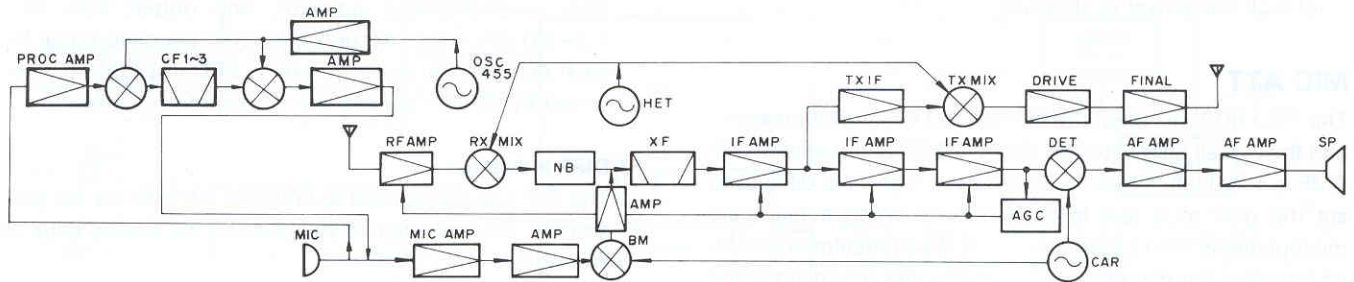 AMP
PROC AMP
CF1~3
AMP
OSC
455
HET
TX IF
TX MIX
DRIVE
FINAL
RF AMP
RX MIX
NB
XF
IF AMP
IF AMP
IF AMP
DET
AF AMP
AF AMP
SP
MIC ATT
AMP
AGC
MIC
MIC AMP
AMP
BM
CAR